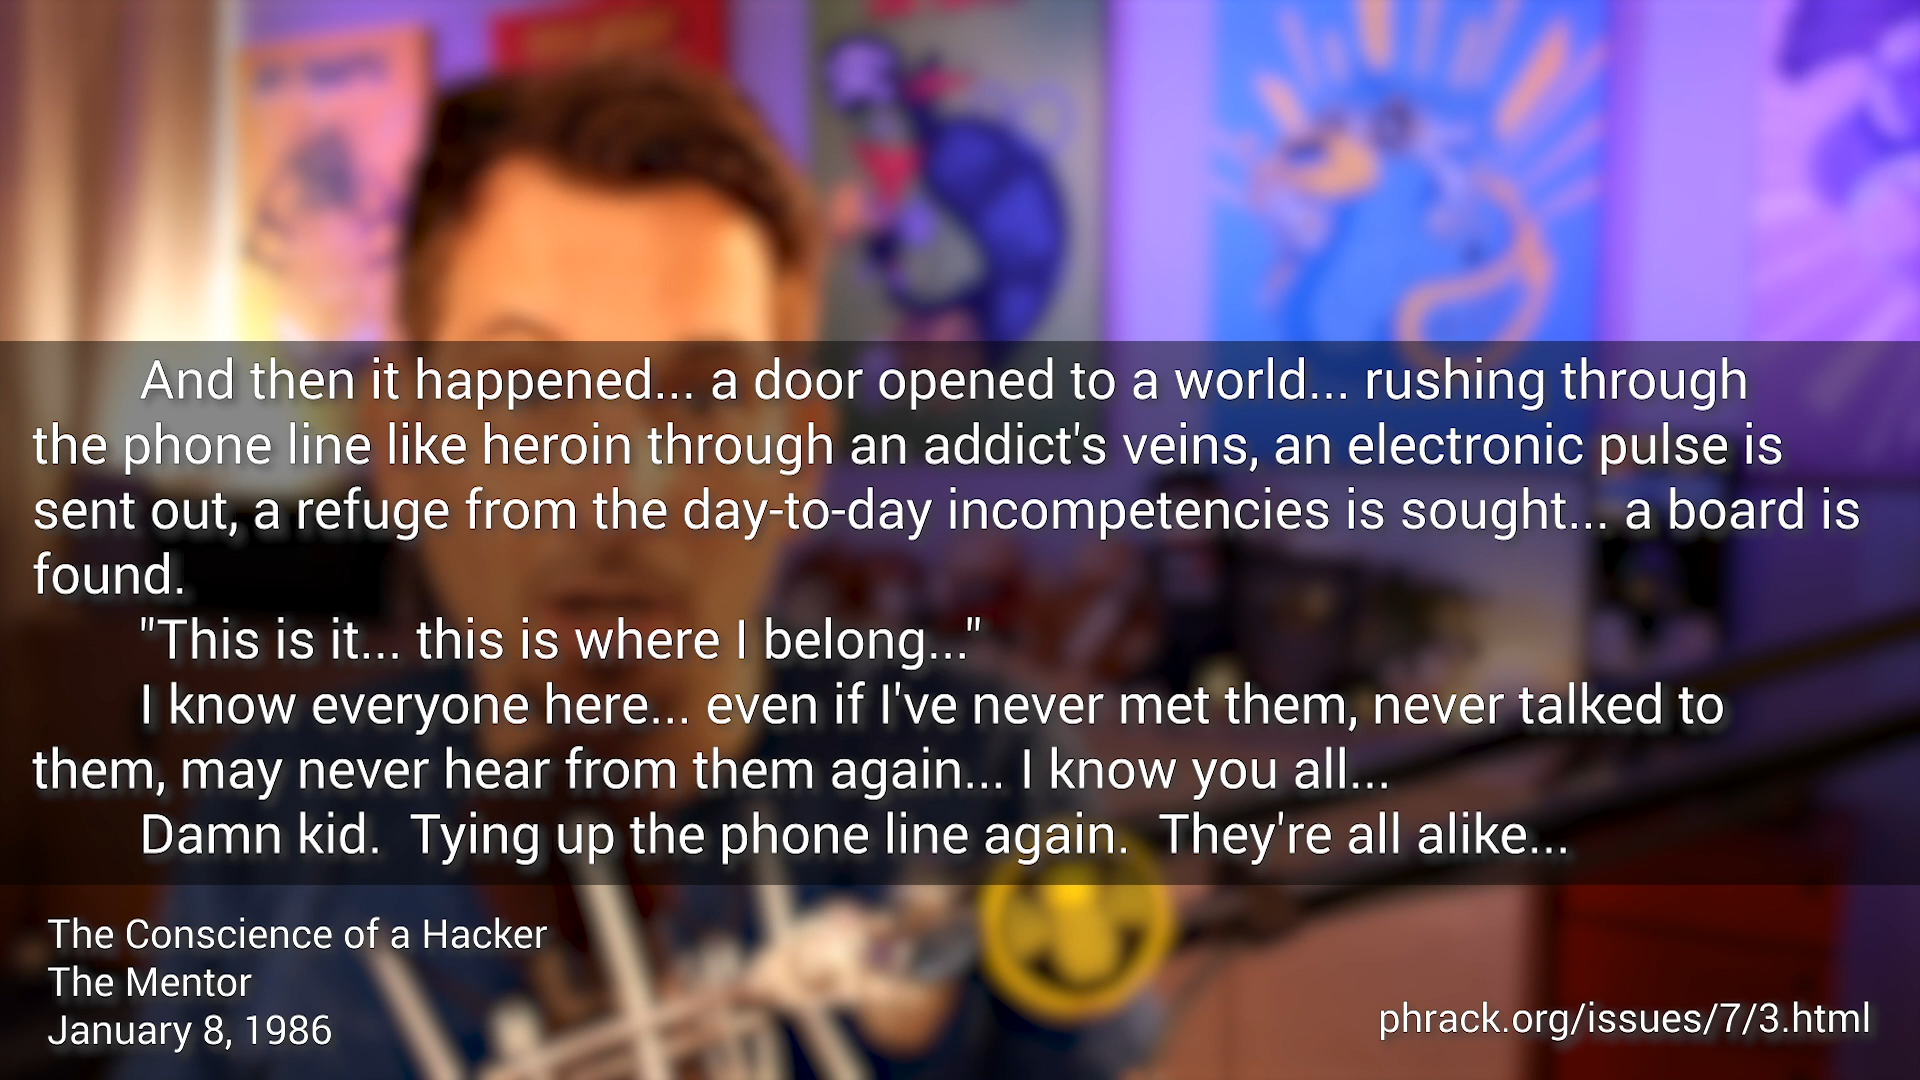 And then it happened... a door opened to a world... rushing through
the phone line like heroin through an addict's veins, an electronic pulse is
sent out, a refuge from the day-to-day incompetencies is sought... a board is
found.
"This is it... this is where I belong..."
I know everyone here... even if I've never met them, never talked to
them, may never hear from them again... I know you all...
Damn kid.  Tying up the phone line again.  They're all alike...
The Conscience of a Hacker
The Mentor
January 8, 1986
phrack.org/issues/7/3.html